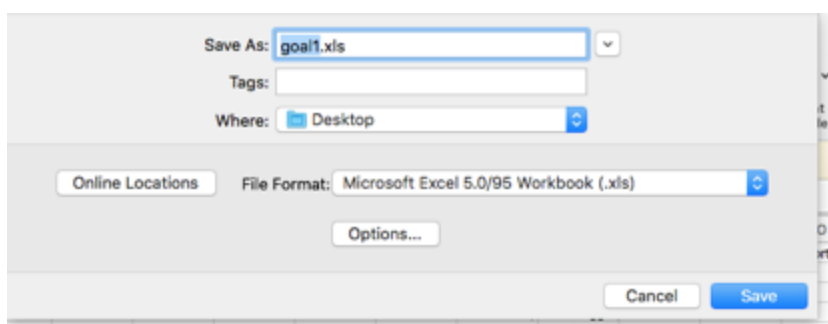 Save As: goal1.xls
Tags:
Where: Desktop
Online Locations File Format: Microsoft Excel 5.0/95 Workbook (.xls)
Options...
Cancel Save